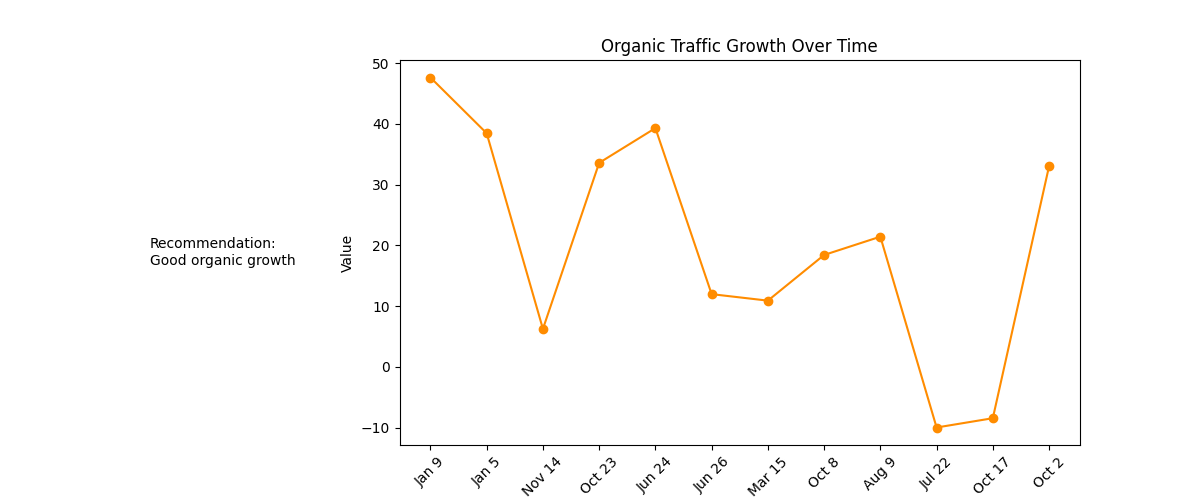 Organic Traffic Growth Over Time
Recommendation:
Good organic growth
Value
50
40
30
20
10
0
−10
Jan 9
Jan 5
Nov 14
Oct 23
Jun 24
Jun 26
Mar 15
Oct 8
Aug 9
Jul 22
Oct 17
Oct 2